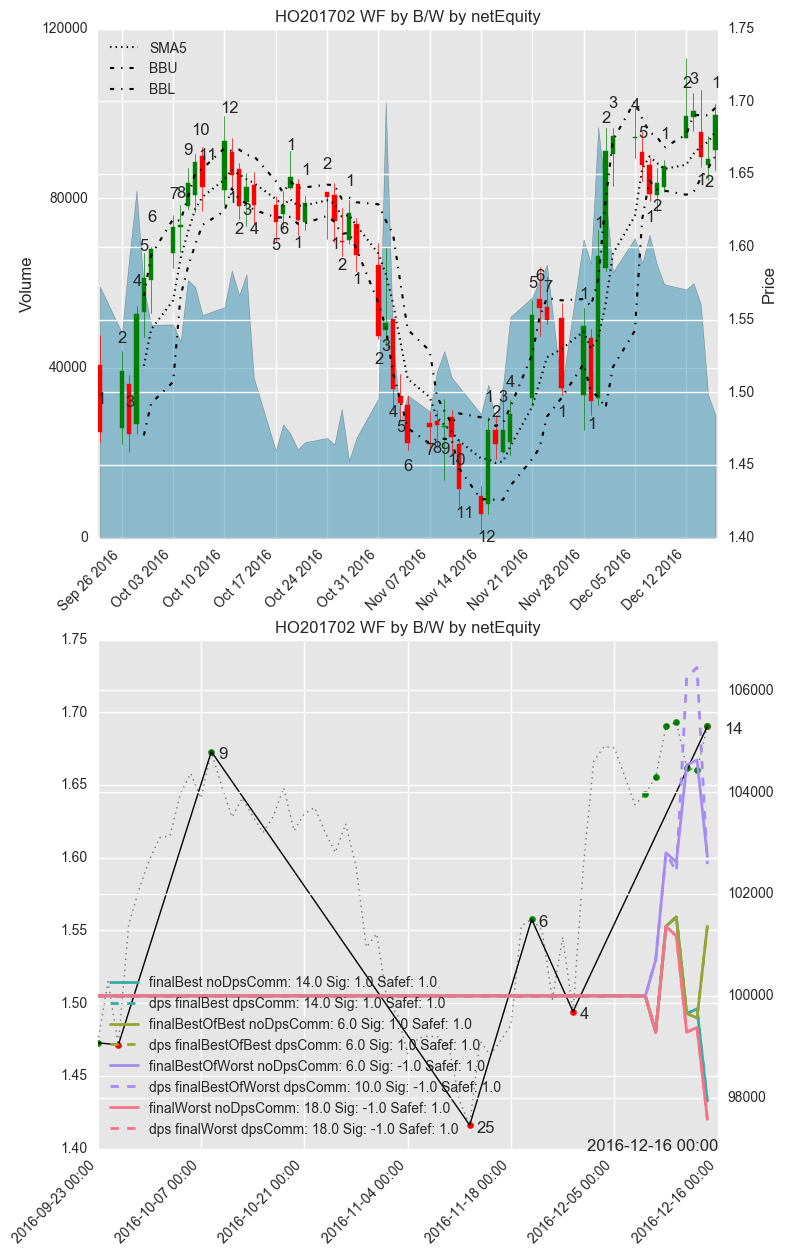 HO201702 WF by B/W by netEquity
120000
80000
40000
0
Volume
SMA5
BBU
BBL
1.75
1.70
1.65
1.60
1.55
1.50
1.45
1.40
Price
Sep 26 2016
Oct 03 2016
Oct 10 2016
Oct 17 2016
Oct 24 2016
Oct 31 2016
Nov 07 2016
Nov 14 2016
Nov 21 2016
Nov 28 2016
Dec 05 2016
Dec 12 2016
HO201702 WF by B/W by netEquity
1.75
1.70
1.65
1.60
1.55
1.50
1.45
1.40
106000
104000
102000
100000
98000
9
25
6
4
14
finalBest noDpsComm: 14.0 Sig: 1.0 Safef: 1.0
dps finalBest dpsComm: 14.0 Sig: 1.0 Safef: 1.0
finalBestOfBest noDpsComm: 6.0 Sig: 1.0 Safef: 1.0
dps finalBestOfBest dpsComm: 6.0 Sig: 1.0 Safef: 1.0
finalBestOfWorst noDpsComm: 6.0 Sig: -1.0 Safef: 1.0
dps finalBestOfWorst dpsComm: 10.0 Sig: -1.0 Safef: 1.0
finalWorst noDpsComm: 18.0 Sig: -1.0 Safef: 1.0
dps finalWorst dpsComm: 18.0 Sig: -1.0 Safef: 1.0
2016-12-16 00:00
2016-09-23 00:00
2016-10-07 00:00
2016-10-21 00:00
2016-11-04 00:00
2016-11-18 00:00
2016-12-05 00:00
2016-12-16 00:00